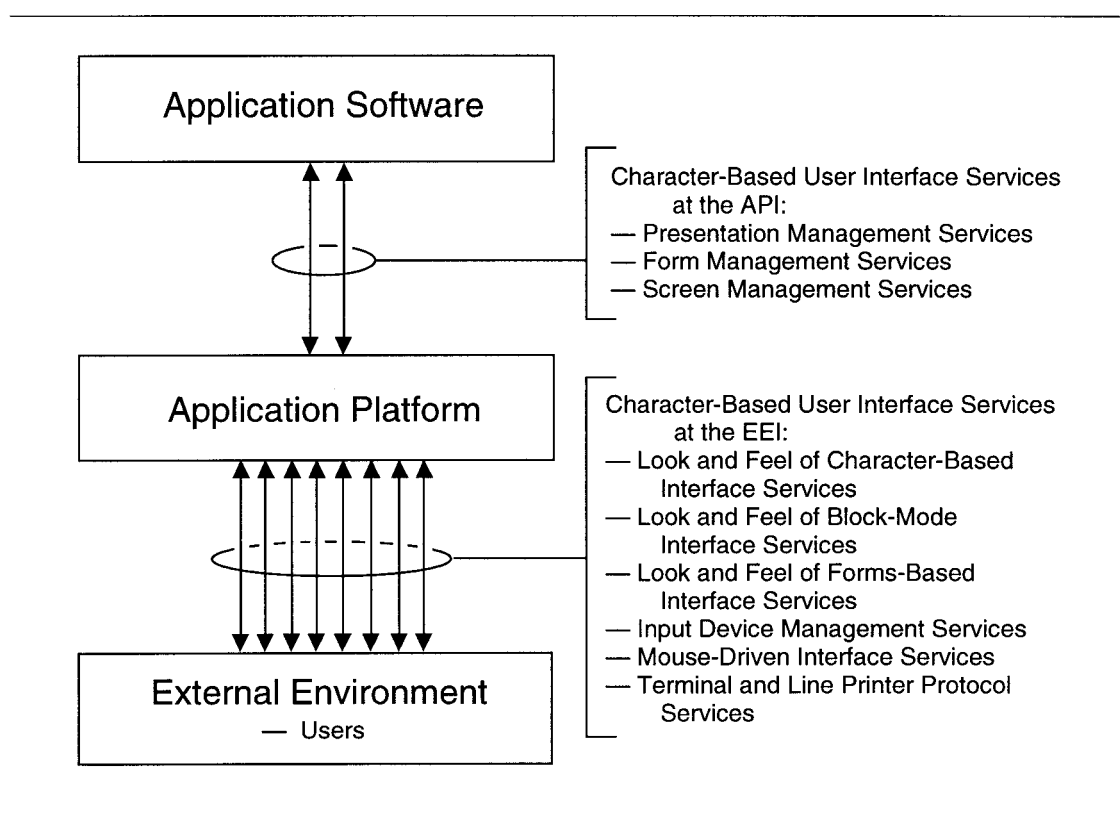 Application Software
Character-Based User Interface Services
at the API:
— Presentation Management Services
— Form Management Services
— Screen Management Services
Application Platform
Character-Based User Interface Services
at the EEI:
— Look and Feel of Character-Based
Interface Services
— Look and Feel of Block-Mode
Interface Services
— Look and Feel of Forms-Based
Interface Services
— Input Device Management Services
— Mouse-Driven Interface Services
— Terminal and Line Printer Protocol
Services
External Environment
— Users